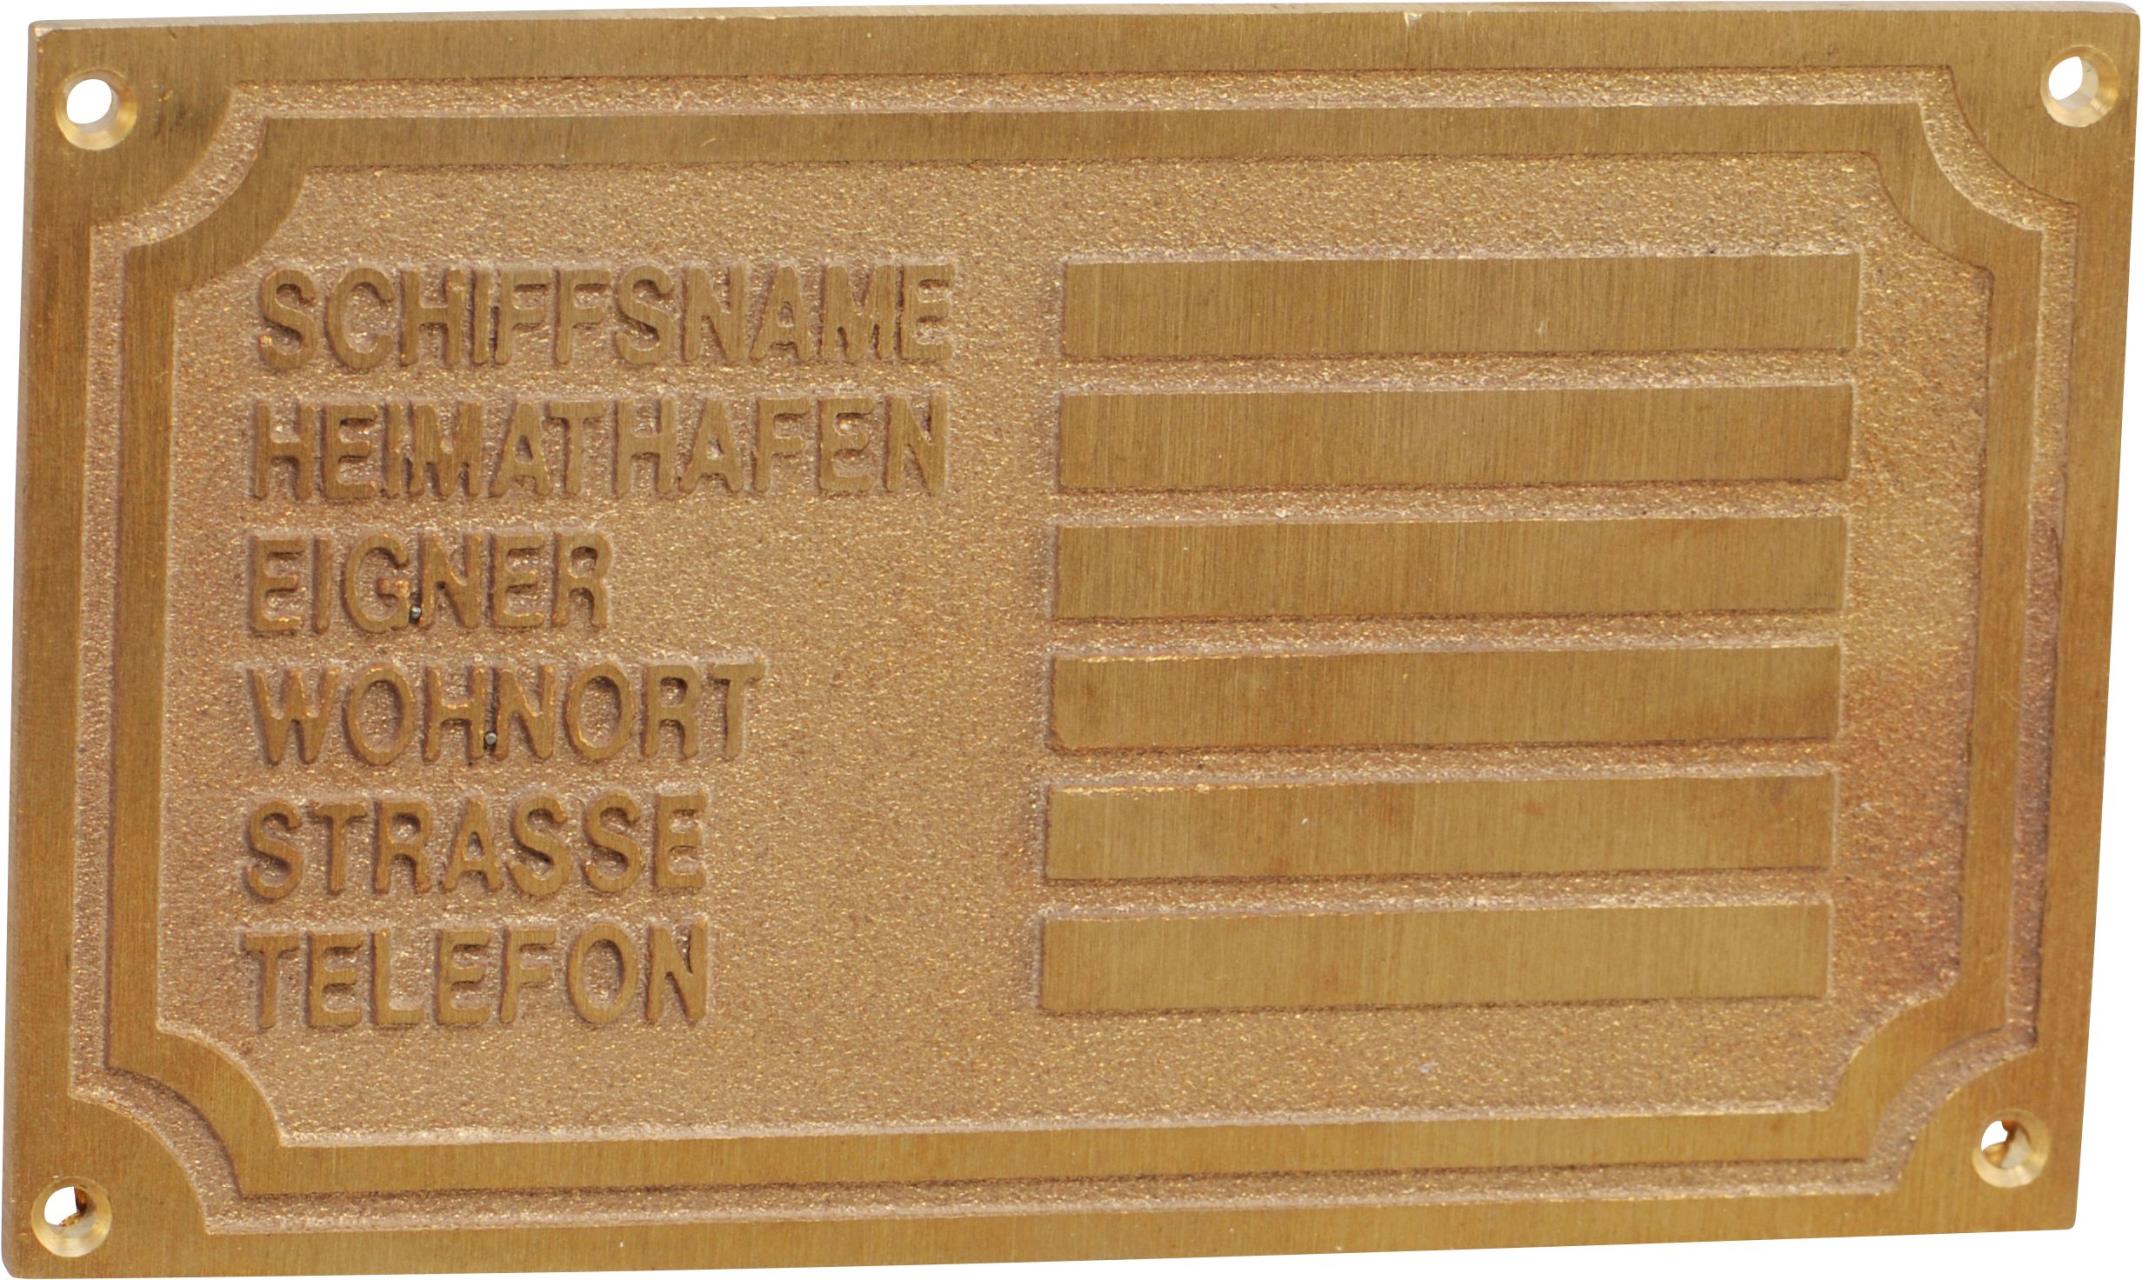 SCHIFFSNAME
HEIMATHAFEN
EIGNER
WOHNORT
STRASSE
TELEFON